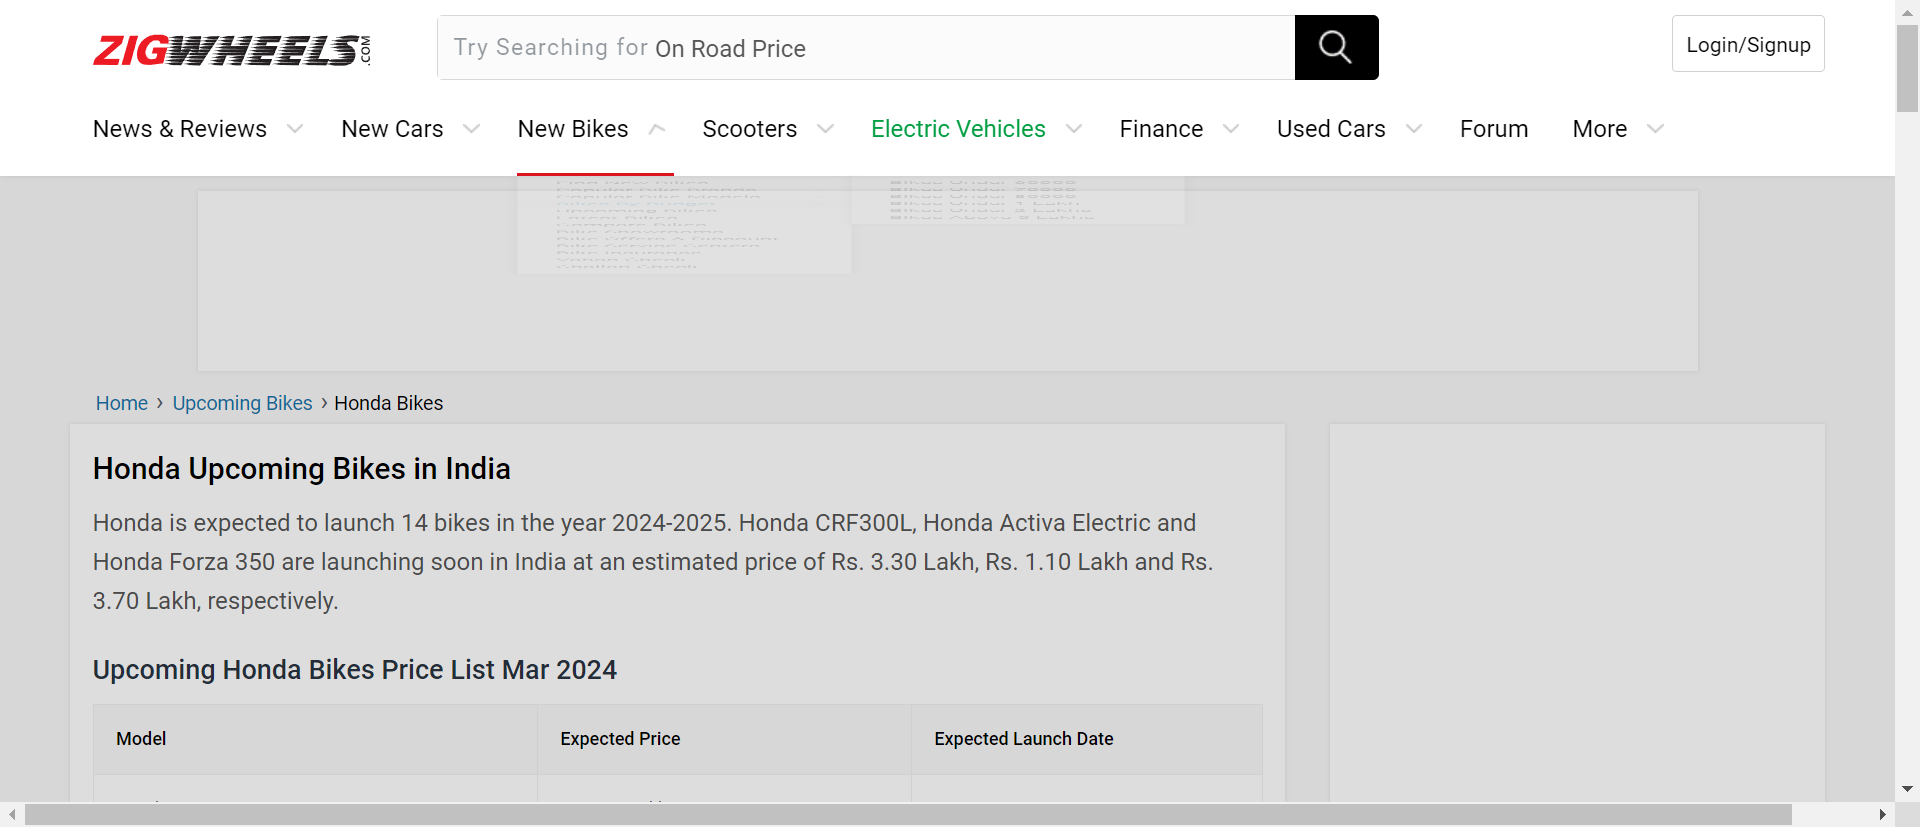 ZIGWHEELS.COM
Try Searching for On Road Price
Login/Signup
News & Reviews
New Cars
New Bikes
Scooters
Electric Vehicles
Finance
Used Cars
Forum
More
Home › Upcoming Bikes › Honda Bikes
Honda Upcoming Bikes in India
Honda is expected to launch 14 bikes in the year 2024-2025. Honda CRF300L, Honda Activa Electric and
Honda Forza 350 are launching soon in India at an estimated price of Rs. 3.30 Lakh, Rs. 1.10 Lakh and Rs.
3.70 Lakh, respectively.
Upcoming Honda Bikes Price List Mar 2024
Model
Expected Price
Expected Launch Date